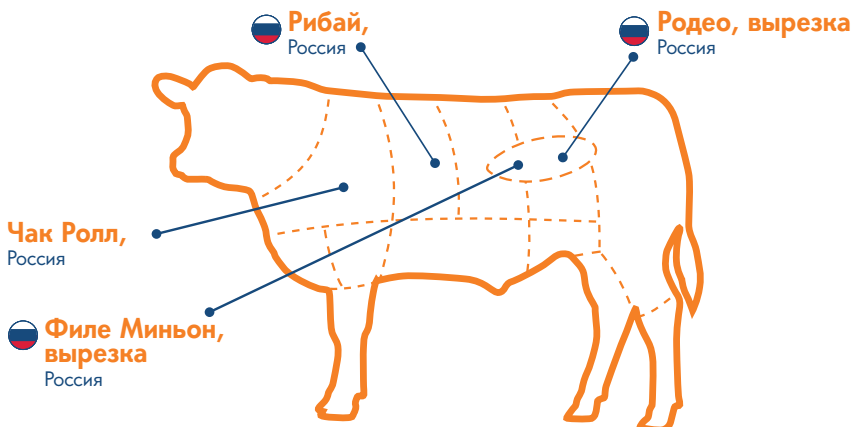 Рибай,
Россия
Родео, вырезка
Россия
Чак Ролл,
Россия
Филе Миньон,
вырезка
Россия